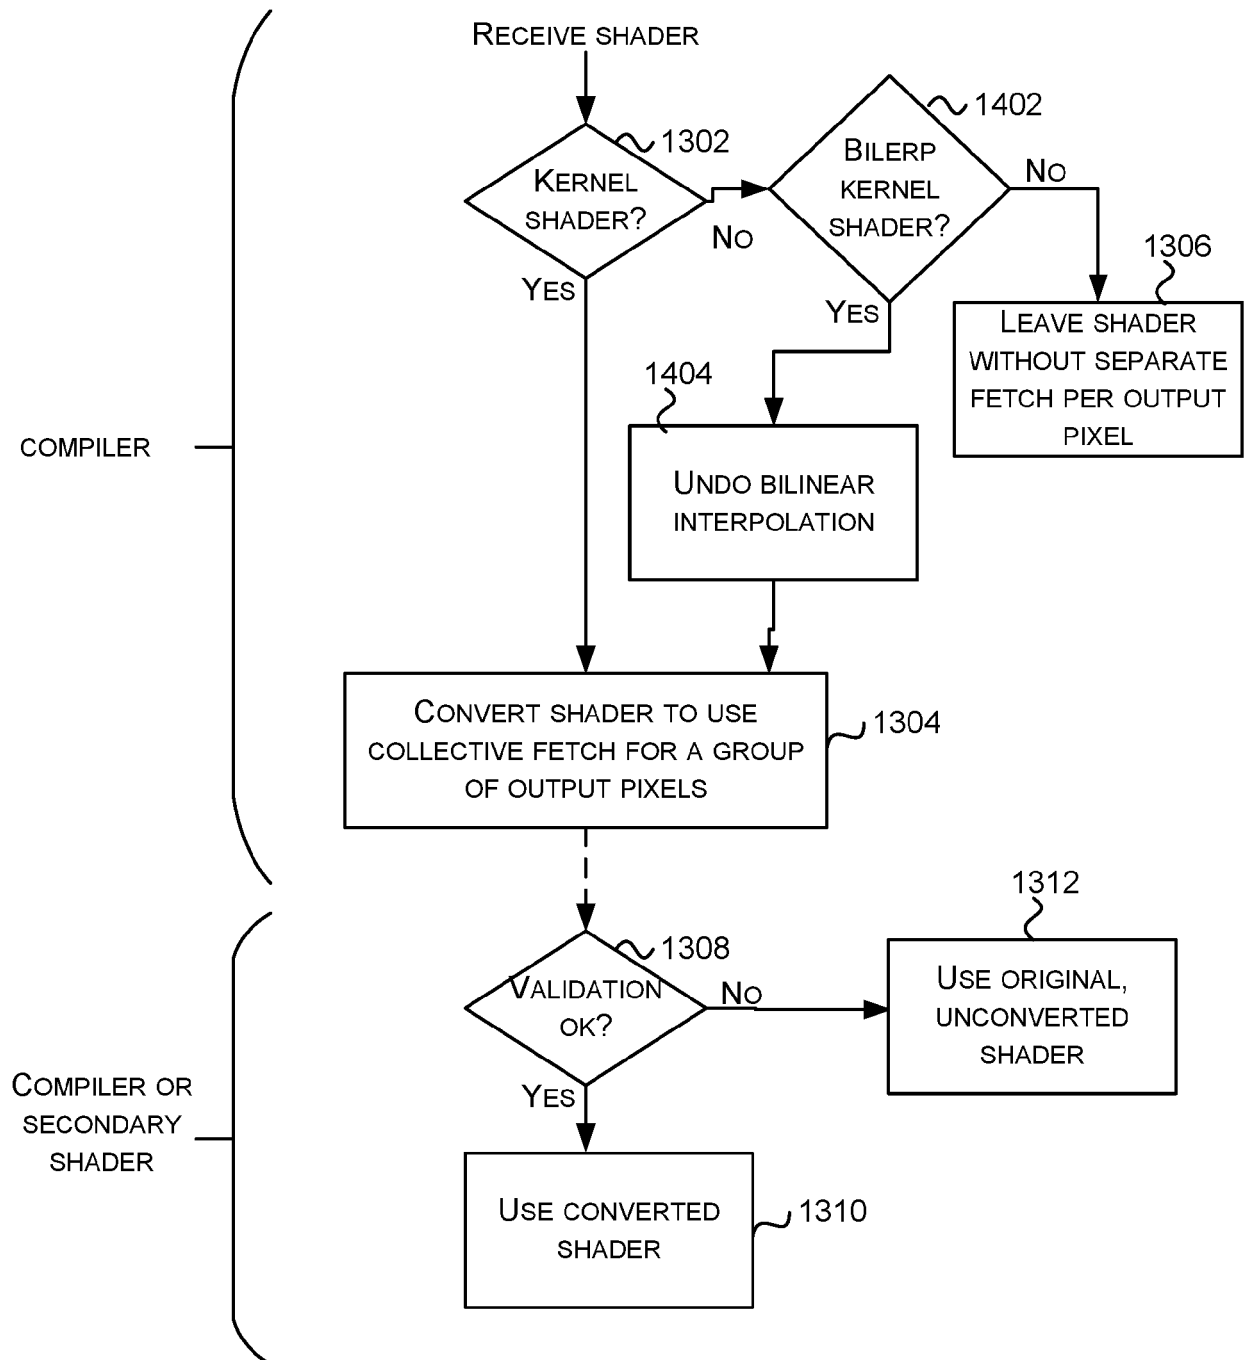 RECEIVE SHADER
1302
KERNEL
SHADER?
NO
YES
1402
BILERP
KERNEL
SHADER?
NO
YES
1306
LEAVE SHADER
WITHOUT SEPARATE
FETCH PER OUTPUT
PIXEL
1404
UNDO BILINEAR
INTERPOLATION
COMPILER
CONVERT SHADER TO USE
COLLECTIVE FETCH FOR A GROUP
OF OUTPUT PIXELS
1304
1308
VALIDATION
OK?
NO
YES
1312
USE ORIGINAL,
UNCONVERTED
SHADER
COMPILER OR
SECONDARY
SHADER
USE CONVERTED
SHADER
1310